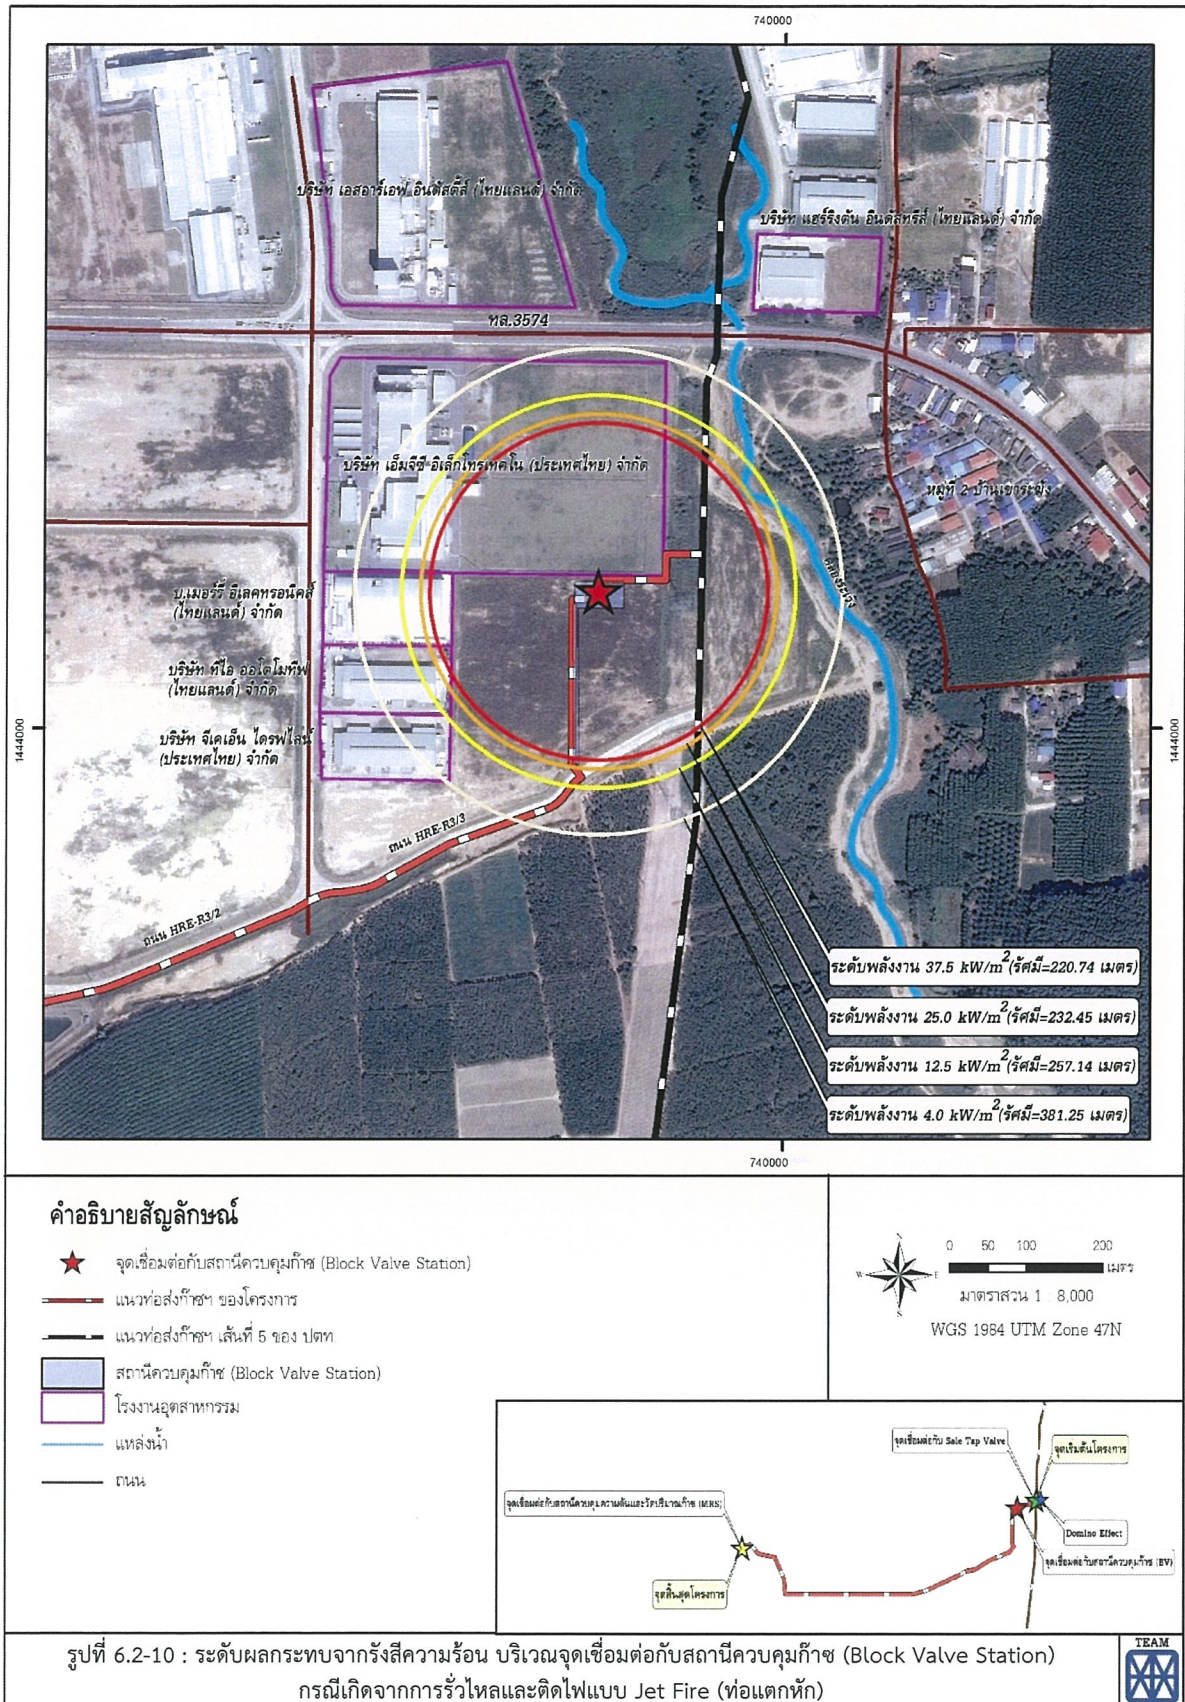 740000
บริษัท เอสอาร์เอฟ อินดัสตี้ส์ (ไทยแลนด์) จำกัด
บริษัท แฮร์ริงตัน อินดัสทรีส์ (ไทยแลนด์) จำกัด
ทล.3574
บริษัท เอ็มจีซี อิเล็กโทรเทคโน (ประเทศไทย) จำกัด
หมู่ที่ 2 บ้านเขาระฆัง
บ.เมอร์รี่ อิเลคทรอนิคส์
(ไทยแลนด์) จำกัด
บริษัท ทีไอ ออโตโมทีฟ
(ไทยแลนด์) จำกัด
บริษัท จีเคเอ็น ไดรฟไลน์
(ประเทศไทย) จำกัด
1444000
1444000
ถนน HRE-R3/3
ถนน HRE-R3/2
ระดับพลังงาน 37.5 kW/m²(รัศมี=220.74 เมตร)
ระดับพลังงาน 25.0 kW/m²(รัศมี=232.45 เมตร)
ระดับพลังงาน 12.5 kW/m²(รัศมี=257.14 เมตร)
ระดับพลังงาน 4.0 kW/m²(รัศมี=381.25 เมตร)
740000
คำอธิบายสัญลักษณ์
จุดเชื่อมต่อกับสถานีควบคุมก๊าซ (Block Valve Station)
แนวท่อส่งก๊าซฯ ของโครงการ
แนวท่อส่งก๊าซฯ เส้นที่ 5 ของ ปตท
สถานีควบคุมก๊าซ (Block Valve Station)
โรงงานอุตสาหกรรม
แหล่งน้ำ
ถนน
N
W E
S
0 50 100 200
เมตร
มาตราส่วน 1 : 8,000
WGS 1984 UTM Zone 47N
จุดเชื่อมต่อกับ Sale Tap Valve
จุดเริ่มต้นโครงการ
จุดเชื่อมต่อกับสถานีควบคุมความดันและวัดปริมาณก๊าซ (MRS)
Domino Effect
จุดเชื่อมต่อกับสถานีควบคุมก๊าซ (BV)
จุดสิ้นสุดโครงการ
รูปที่ 6.2-10 : ระดับผลกระทบจากรังสีความร้อน บริเวณจุดเชื่อมต่อกับสถานีควบคุมก๊าซ (Block Valve Station)
กรณีเกิดจากการรั่วไหลและติดไฟแบบ Jet Fire (ท่อแตกหัก)
TEAM